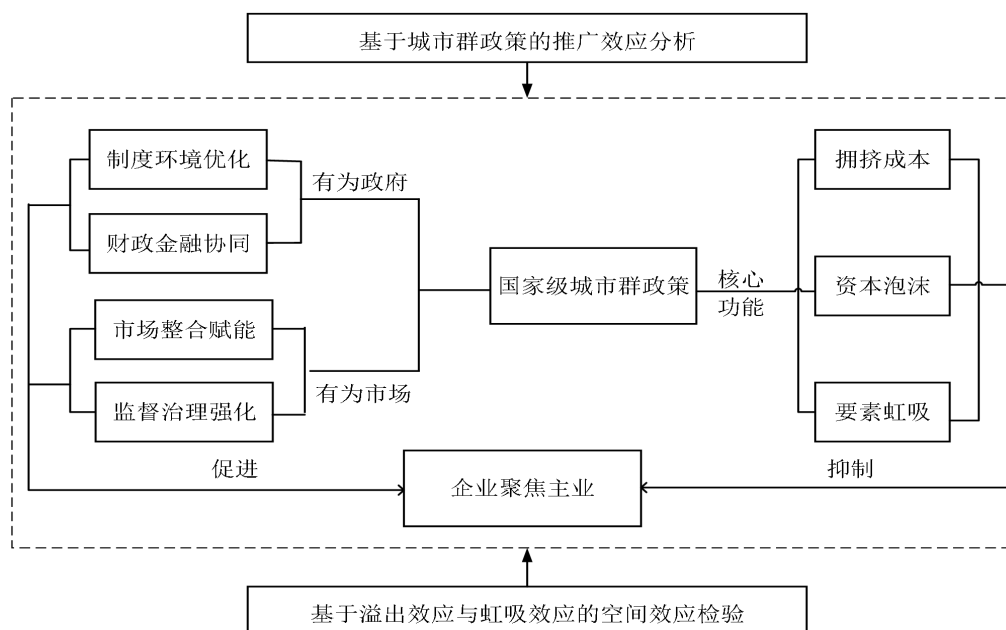 基于城市群政策的推广效应分析
制度环境优化
有为政府
财政金融协同
市场整合赋能
有为市场
监督治理强化
国家级城市群政策
核心
功能
拥挤成本
资本泡沫
要素虹吸
促进
企业聚焦主业
抑制
基于溢出效应与虹吸效应的空间效应检验